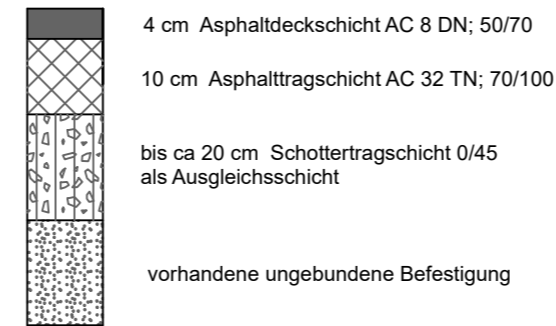 4 cm Asphaltdeckschicht AC 8 DN; 50/70
10 cm Asphalttragschicht AC 32 TN; 70/100
bis ca 20 cm Schottertragschicht 0/45
als Ausgleichsschicht
vorhandene ungebundene Befestigung